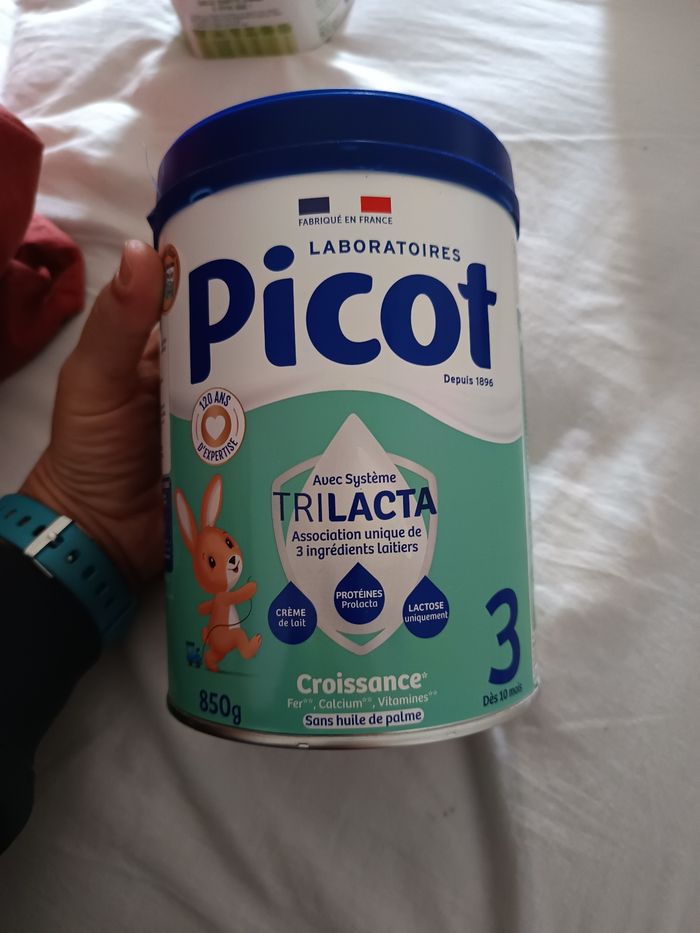 FABRIQUÉ EN FRANCE
LABORATOIRES
Picot
Depuis 1896
120 ANS
D'EXPERTISE
Avec Système
TRILACTA
Association unique de
3 ingrédients laitiers
CRÈME
de lait
PROTÉINES
Prolacta
LACTOSE
uniquement
3
Dès 10 mois
Croissance*
Fer**, Calcium**, Vitamines**
Sans huile de palme
850g